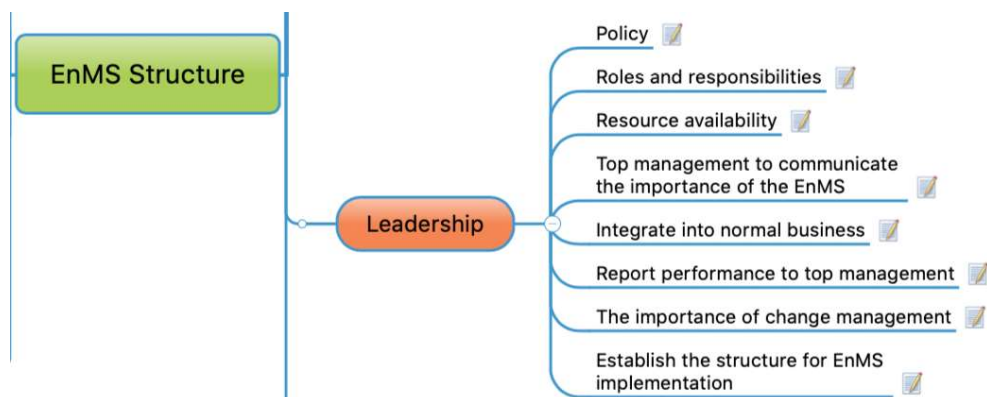 EnMS Structure
Leadership
Policy
Roles and responsibilities
Resource availability
Top management to communicate
the importance of the EnMS
Integrate into normal business
Report performance to top management
The importance of change management
Establish the structure for EnMS
implementation